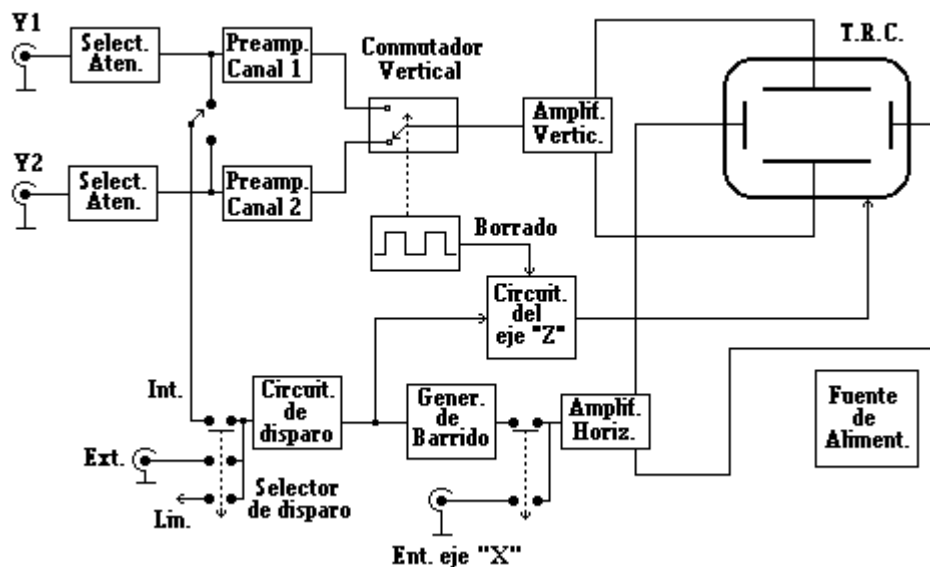 Y1
Select.
Aten.
Preamp.
Canal 1
Conmutador
Vertical
T.R.C.
Amplif.
Vertic.
Y2
Select.
Aten.
Preamp.
Canal 2
Borrado
Circuit.
del
eje "Z"
Int.
Circuit.
de
disparo
Gener.
de
Barrido
Amplif.
Horiz.
Fuente
de
Aliment.
Ext.
Selector
de disparo
Lin.
Ent. eje "X"